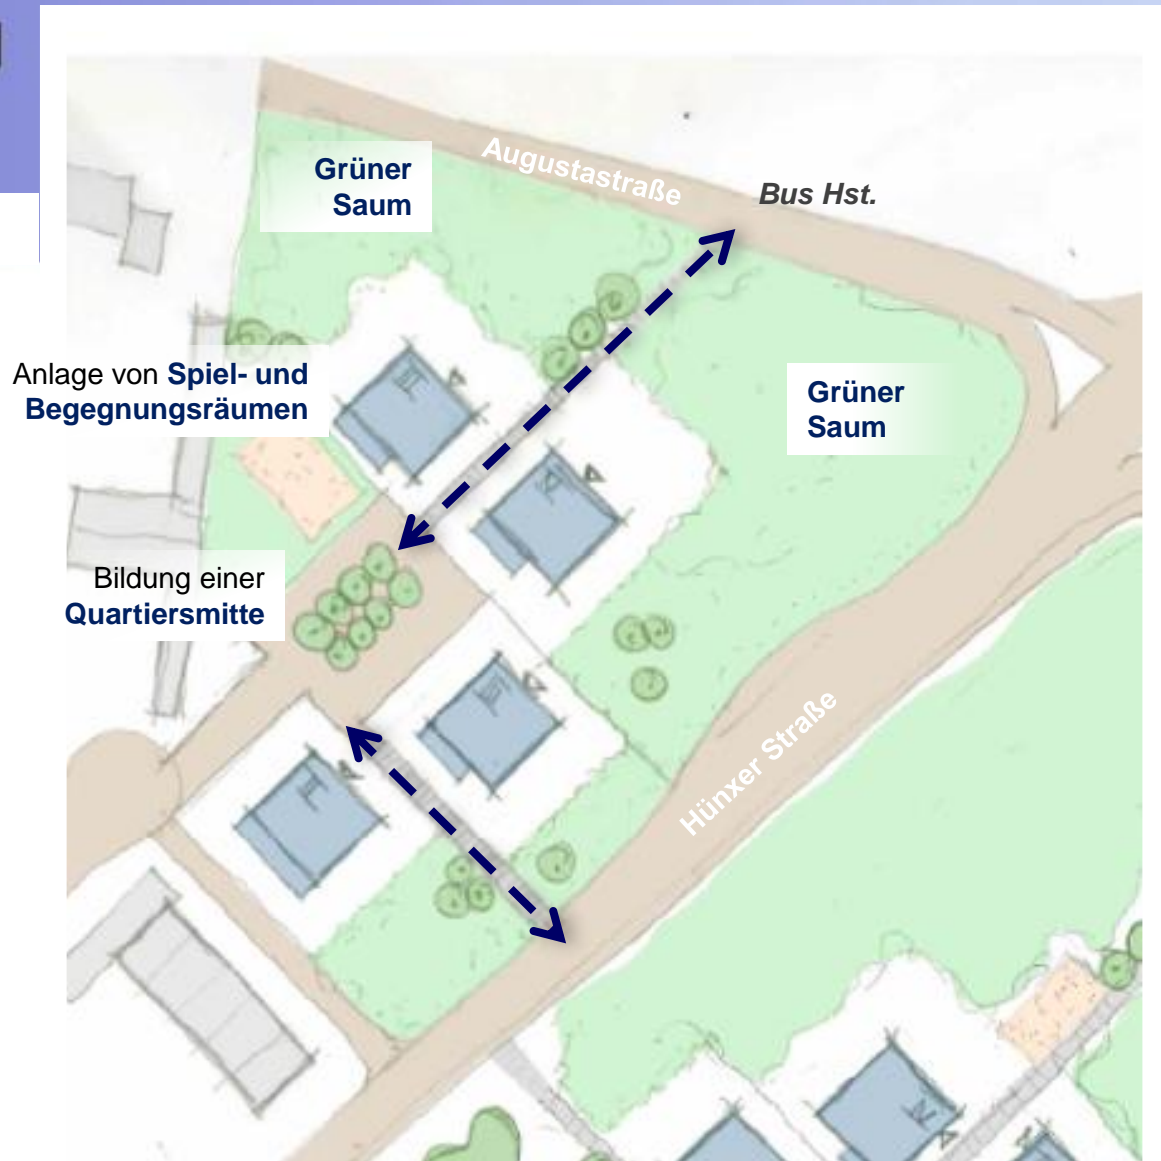 Augustastraße
Grüner
Saum
Bus Hst.
Anlage von Spiel- und
Begegnungsräumen
Grüner
Saum
Bildung einer
Quartiersmitte
Hünxer Straße